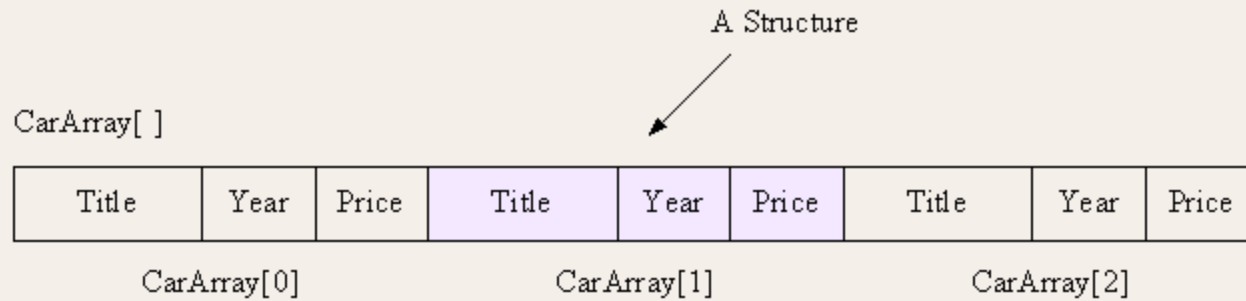 A Structure
CarArray[ ]
Title Year Price Title Year Price Title Year Price
CarArray[0] CarArray[1] CarArray[2]